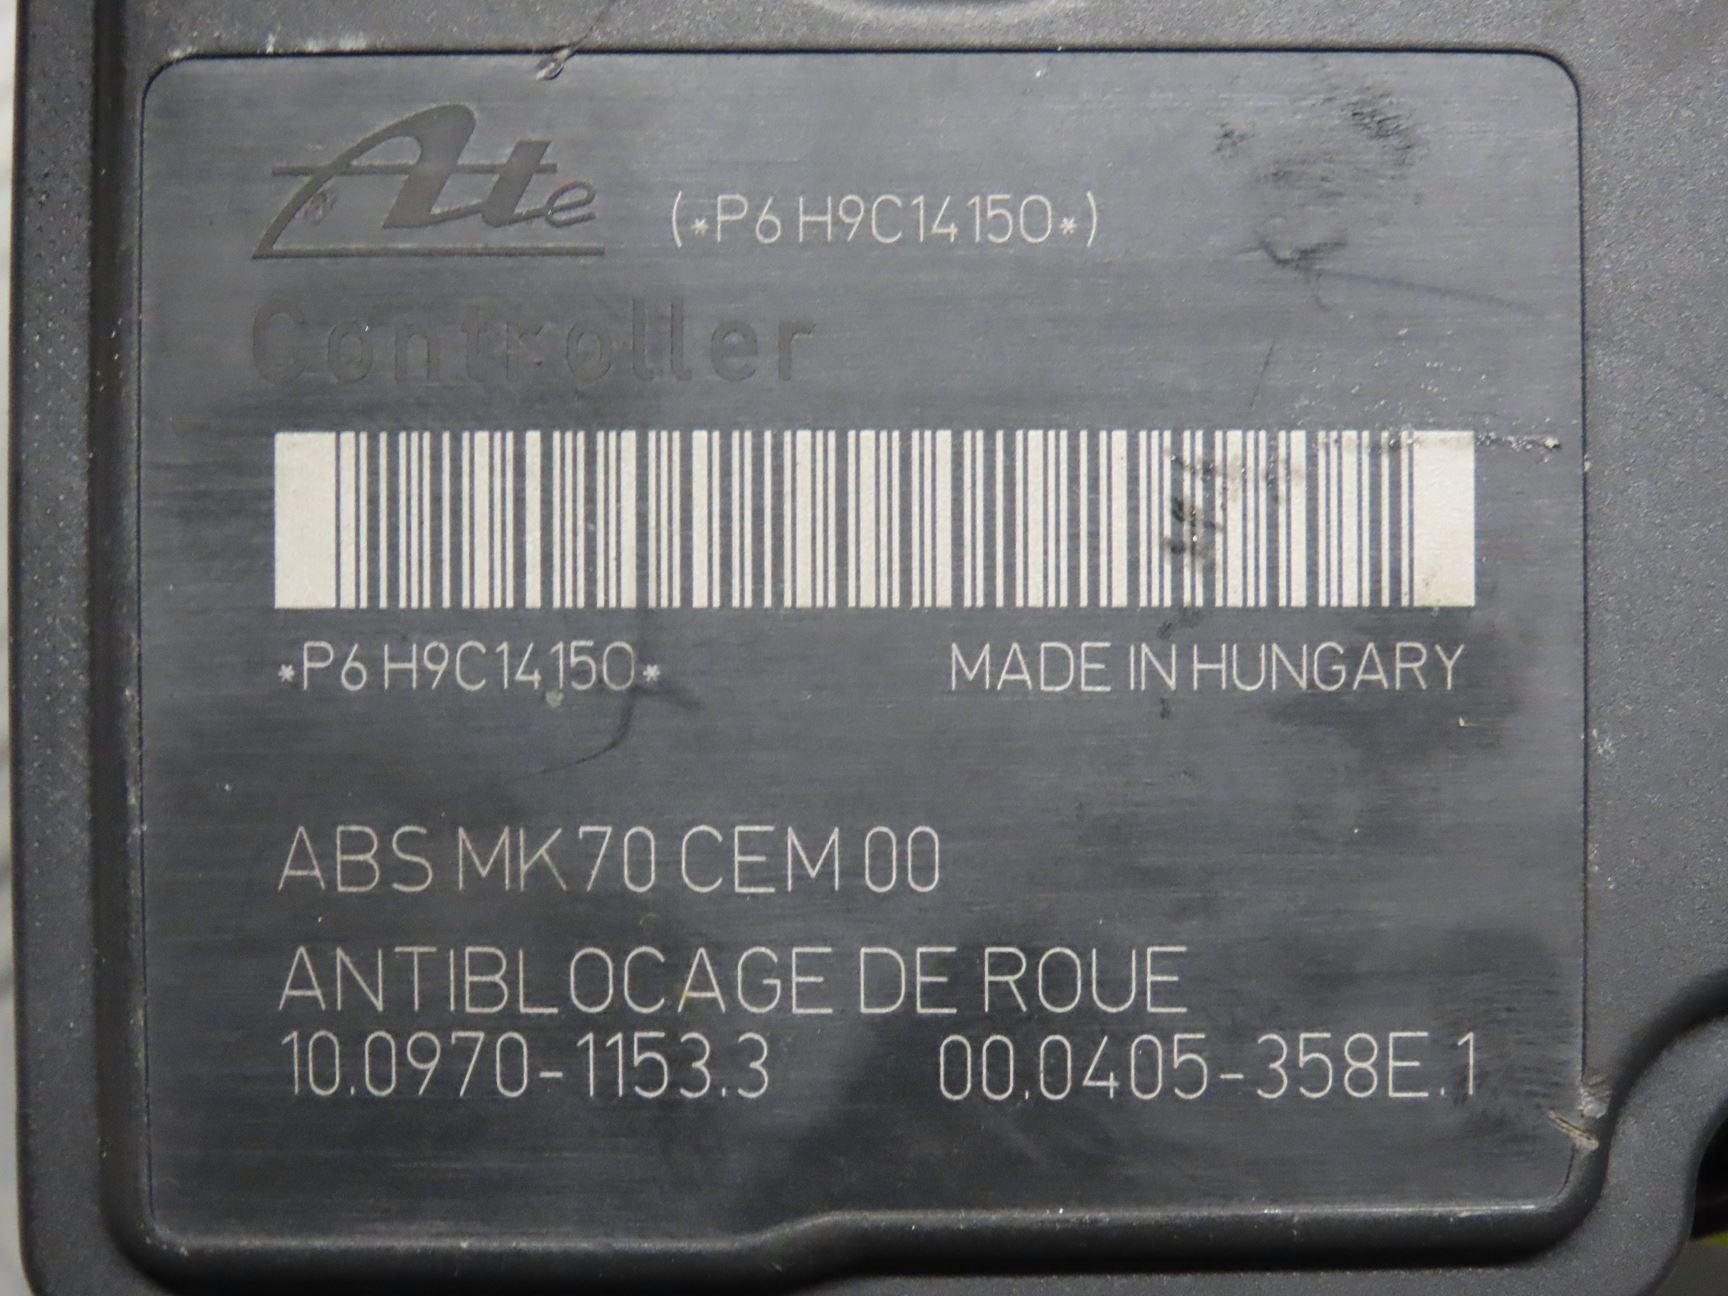 Ate (*P6 H9C14150*)
Controller
*P6 H9C14150* MADE IN HUNGARY
ABS MK70 CEM 00
ANTIBLOCAGE DE ROUE
10.0970-1153.3 00.0405-358E.1